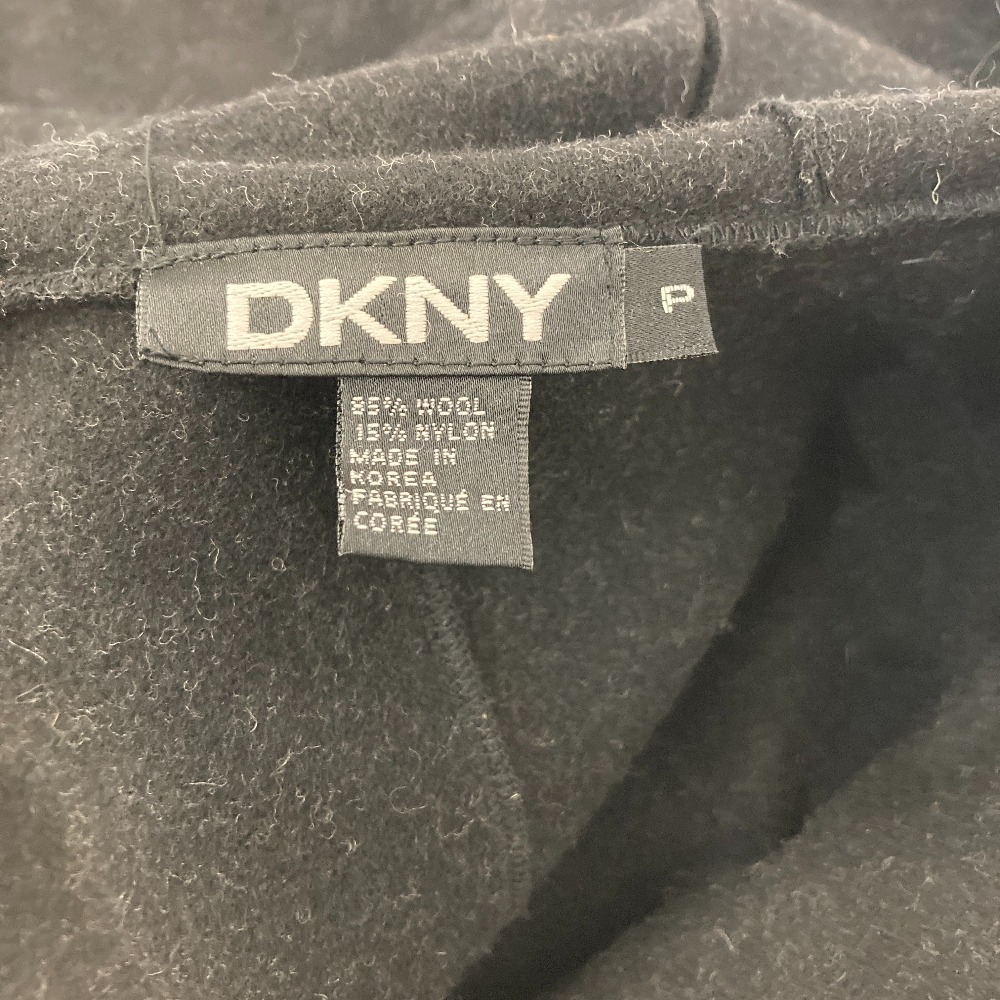 DKNY
P
85% WOOL
15% NYLON
MADE IN
KOREA
FABRIQUÉ EN
CORÉE